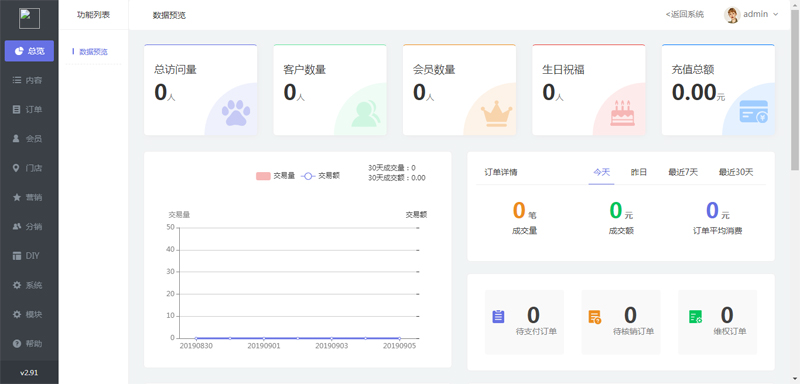 功能列表
数据预览
<返回系统
admin
总览
内容
订单
会员
门店
营销
分销
DIY
系统
模块
帮助
v2.91
数据预览
总访问量
0人
客户数量
0人
会员数量
0人
生日祝福
0人
充值总额
0.00元
交易量
交易额
30天成交量：0
30天成交额：0.00
交易量
交易额
50
40
30
20
10
0
20190830
20190901
20190903
20190905
订单详情
今天
昨日
最近7天
最近30天
0 笔
成交量
0 元
成交额
0 元
订单平均消费
0
待支付订单
0
待核销订单
0
维权订单